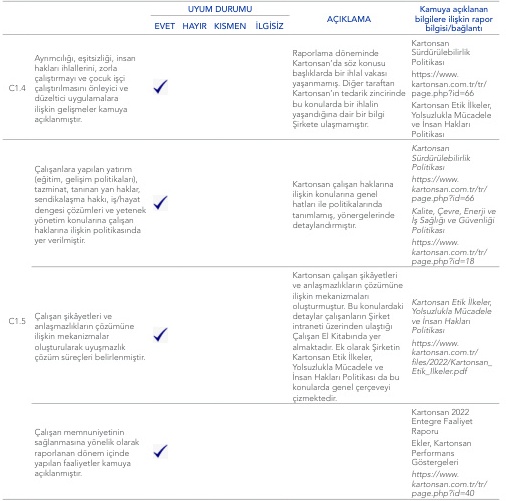 UYUM DURUMU
EVET HAYIR KISMEN İLGİSİZ
AÇIKLAMA
Kamuya açıklanan
bilgilere ilişkin rapor
bilgisi/bağlantı
C1.4
Ayrımcılığı, eşitsizliği, insan
hakları ihlallerini, zorla
çalıştırmayı ve çocuk işçi
çalıştırılmasını önleyici ve
düzeltici uygulamalara
ilişkin gelişmeler kamuya
açıklanmıştır.
Raporlama döneminde
Kartonsan'da söz konusu
başlıklarda bir ihlal vakası
yaşanmamış. Diğer taraftan
Kartonsan'ın tedarik zincirinde
bu konularda bir ihlalin
yaşandığına dair bir bilgi
Şirkete ulaşmamıştır.
Kartonsan
Sürdürülebilirlik
Politikası
https://www.
kartonsan.com.tr/tr/
page.php?id=66
Kartonsan Etik İlkeler,
Yolsuzlukla Mücadele
ve İnsan Hakları
Politikası
C1.5
Çalışanlara yapılan yatırım
(eğitim, gelişim politikaları),
tazminat, tanınan yan haklar,
sendikalaşma hakkı, iş/hayat
dengesi çözümleri ve yetenek
yönetim konularına çalışan
haklarına ilişkin politikasında
yer verilmiştir.
Kartonsan çalışan haklarına
ilişkin konularına genel
hatları ile politikalarında
tanımlamış, yönergelerinde
detaylandırmıştır.
Kartonsan
Sürdürülebilirlik
Politikası
https://www.
kartonsan.com.tr/tr/
page.php?id=66
Kalite, Çevre, Enerji ve
İş Sağlığı ve Güvenliği
Politikası
https://www.
kartonsan.com.tr/tr/
page.php?id=18
Çalışan şikâyetleri ve
anlaşmazlıkların çözümüne
ilişkin mekanizmalar
oluşturularak uyuşmazlık
çözüm süreçleri belirlenmiştir.
Kartonsan çalışan şikâyetleri
ve anlaşmazlıkların çözümüne
ilişkin mekanizmaları
oluşturmuştur. Bu konulardaki
detaylar çalışanların Şirket
intraneti üzerinden ulaştığı
Çalışan El Kitabında yer
almaktadır. Ek olarak Şirketin
Kartonsan Etik İlkeler,
Yolsuzlukla Mücadele ve
İnsan Hakları Politikası da bu
konularda genel çerçeveyi
çizmektedir.
Kartonsan Etik İlkeler,
Yolsuzlukla Mücadele
ve İnsan Hakları
Politikası
https://www.
kartonsan.com.tr/
files/2022/Kartonsan_
Etik_Ilkeler.pdf
Çalışan memnuniyetinin
sağlanmasına yönelik olarak
raporlanan dönem içinde
yapılan faaliyetler kamuya
açıklanmıştır.
Kartonsan 2022
Entegre Faaliyet
Raporu
Ekler, Kartonsan
Performans
Göstergeleri
https://www.
kartonsan.com.tr/tr/
page.php?id=40